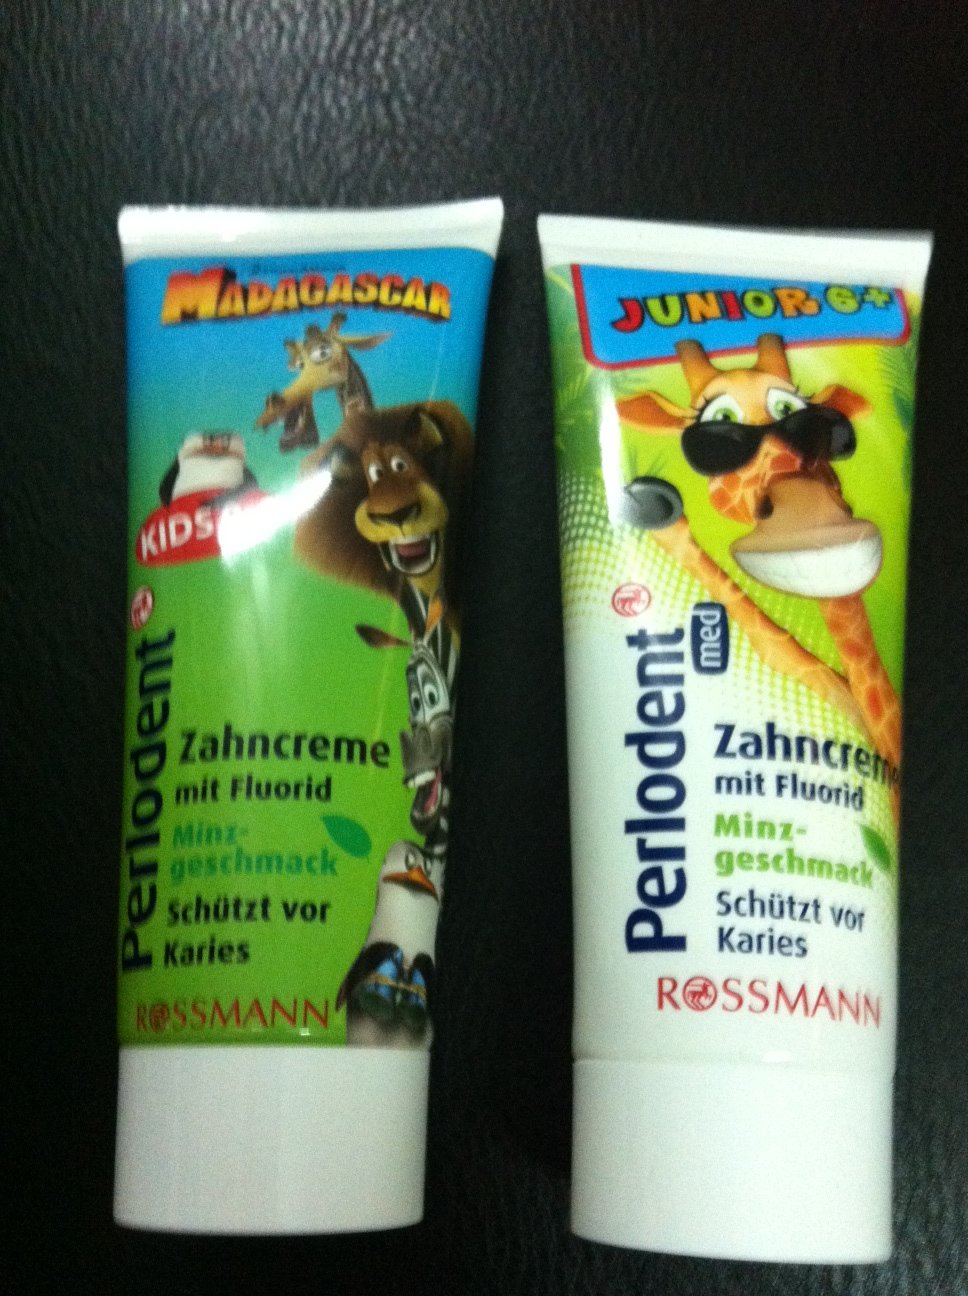 MADAGASCAR
KIDS
Perlodent
Zahncreme
mit Fluorid
Minz-
geschmack
Schützt vor
Karies
ROSSMANN
JUNIOR 6+
Perlodent
med
Zahncreme
mit Fluorid
Minz-
geschmack
Schützt vor
Karies
ROSSMANN